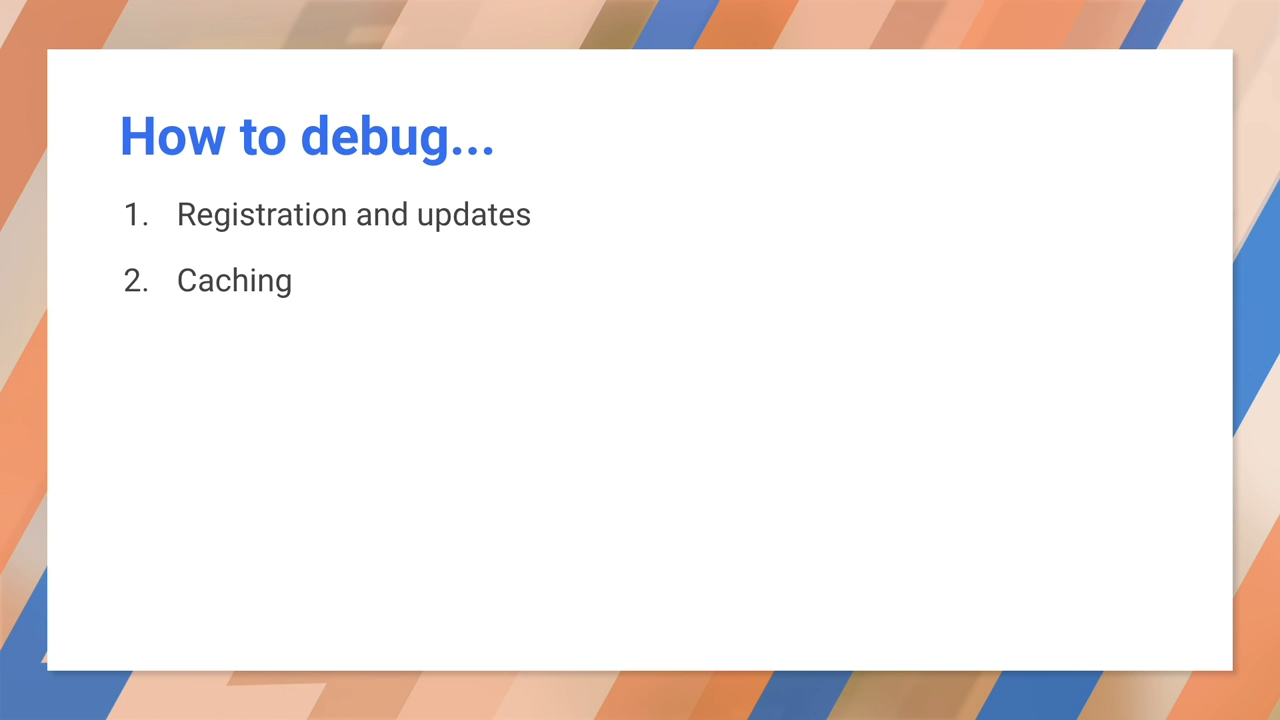 How to debug...
1. Registration and updates
2. Caching